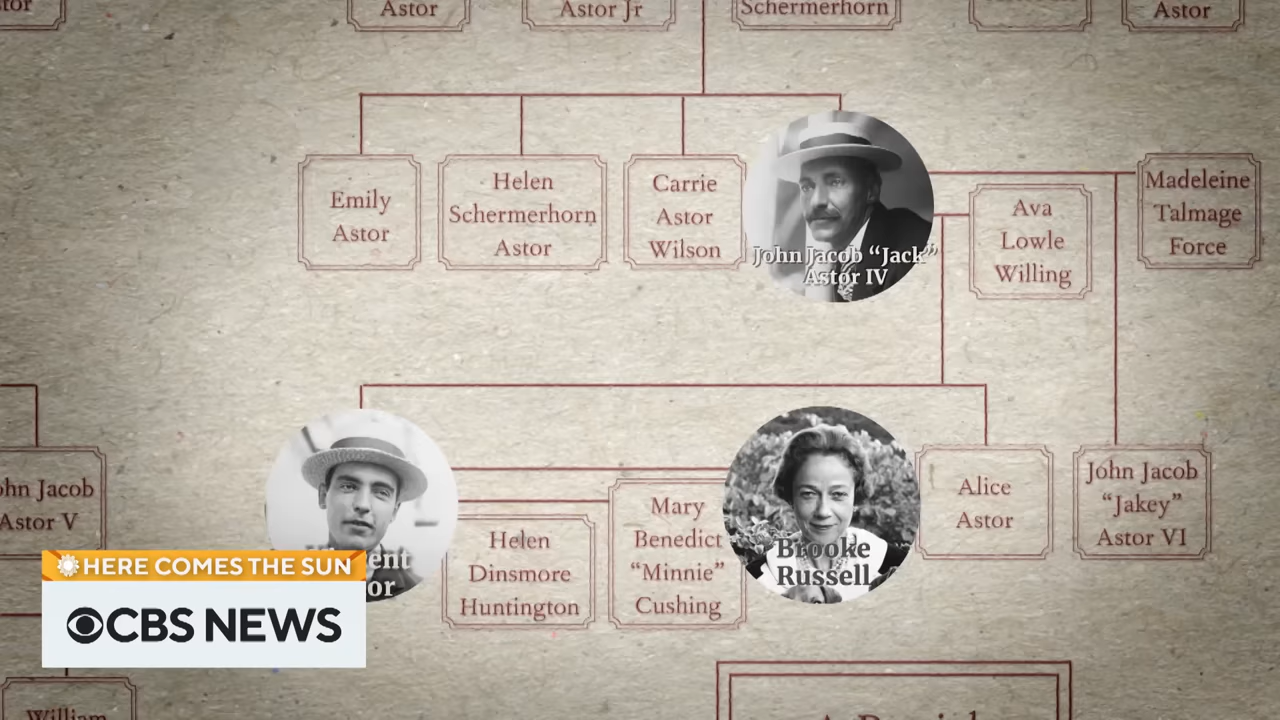 Astor
Astor Jr
Schermerhorn
Astor
Emily
Astor
Helen
Schermerhorn
Astor
Carrie
Astor
Wilson
John Jacob “Jack”
Astor IV
Ava
Lowle
Willing
Madeleine
Talmage
Force
John Jacob
Astor V
Helen
Dinsmore
Huntington
Mary
Benedict
“Minnie”
Cushing
Brooke
Russell
Alice
Astor
John Jacob
“Jakey”
Astor VI
HERE COMES THE SUN
CBS NEWS
William